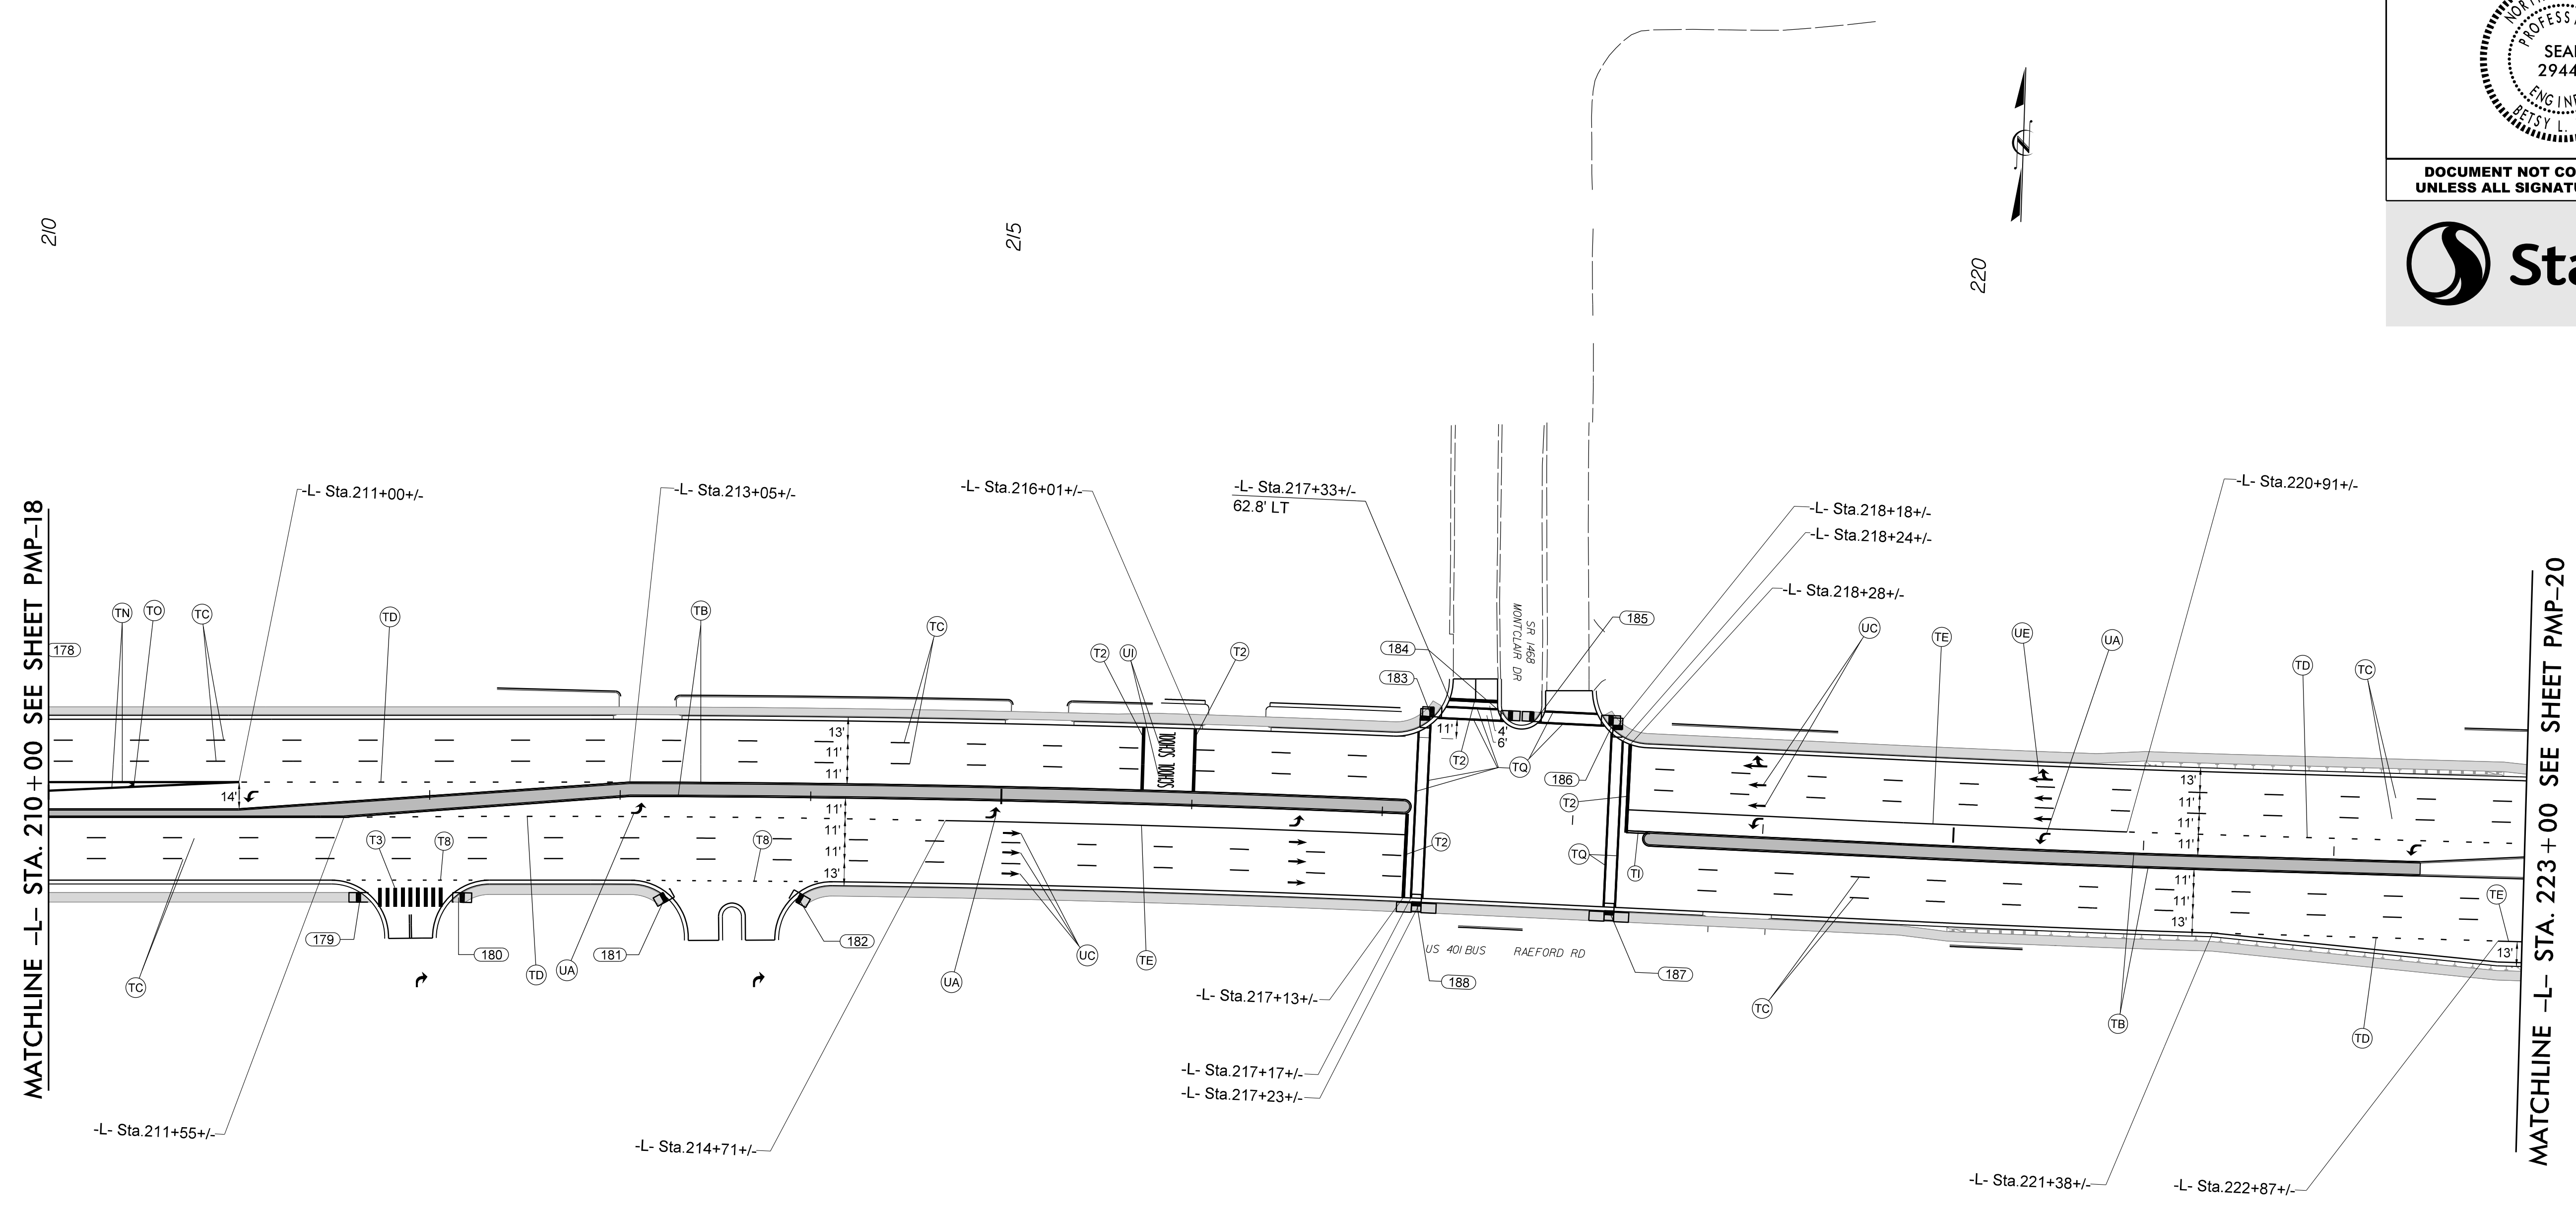 PROFESS
SEAL
2944
BETSY L.
DOCUMENT NOT CO
UNLESS ALL SIGNATU
Sta
210
215
220
N
MATCHLINE -L- STA. 210+00 SEE SHEET PMP-18
-L- Sta.211+00+/-
-L- Sta.213+05+/-
-L- Sta.216+01+/-
-L- Sta.217+33+/-
62.8' LT
-L- Sta.218+18+/-
-L- Sta.218+24+/-
-L- Sta.218+28+/-
-L- Sta.220+91+/-
MATCHLINE -L- STA. 223+00 SEE SHEET PMP-20
TN
TO
TC
TD
TB
TC
T2
UI
T2
184
183
185
SR 1468
MONTCLAIR DR
UC
TE
UE
UA
TD
TC
178
13'
11'
11'
SCHOOL SCHOOL
11'
4'
6'
T2
TQ
186
13'
11'
11'
11'
14'
T2
11'
11'
11'
13'
T3
T8
T8
T2
TQ
TI
11'
11'
13'
TE
13'
179
180
181
182
TC
TD
UA
UA
UC
TE
US 401 BUS RAEFORD RD
188
187
TC
TB
TD
-L- Sta.217+13+/-
-L- Sta.217+17+/-
-L- Sta.217+23+/-
-L- Sta.211+55+/-
-L- Sta.214+71+/-
-L- Sta.221+38+/-
-L- Sta.222+87+/-